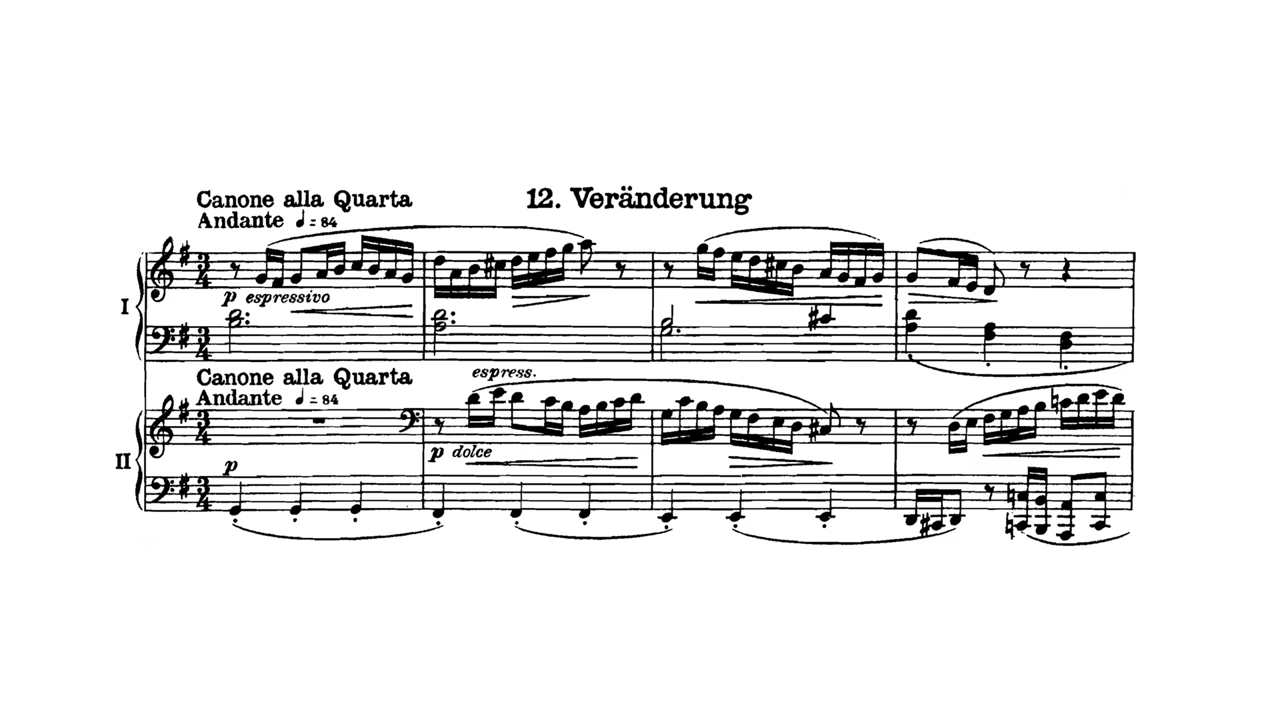 12. Veränderung
Canone alla Quarta
Andante ♩= 84
I
p espressivo
Canone alla Quarta
Andante ♩= 84
espress.
II
p
p dolce